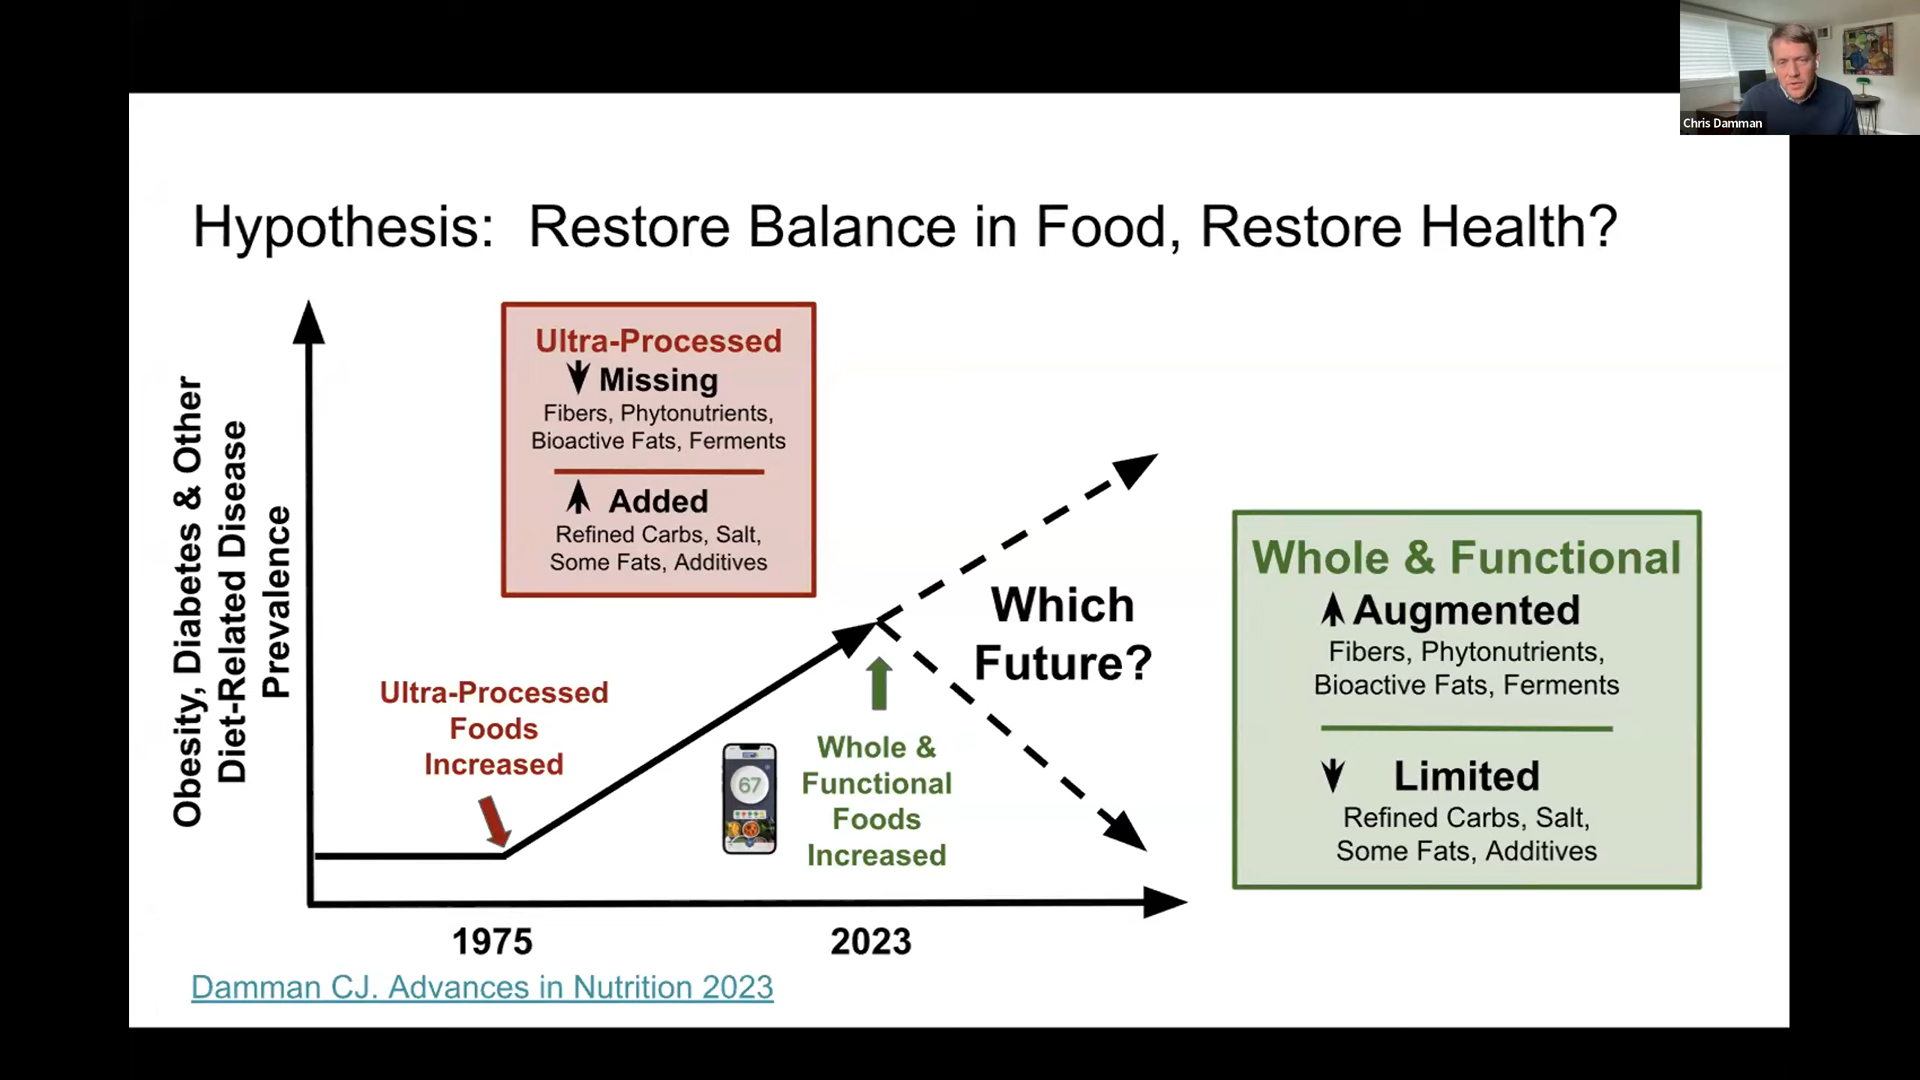 Chris Damman
Hypothesis: Restore Balance in Food, Restore Health?
Obesity, Diabetes & Other
Diet-Related Disease
Prevalence
Ultra-Processed
Missing
Fibers, Phytonutrients,
Bioactive Fats, Ferments
Added
Refined Carbs, Salt,
Some Fats, Additives
Ultra-Processed
Foods
Increased
67
Whole &
Functional
Foods
Increased
Which
Future?
Whole & Functional
Augmented
Fibers, Phytonutrients,
Bioactive Fats, Ferments
Limited
Refined Carbs, Salt,
Some Fats, Additives
1975
2023
Damman CJ. Advances in Nutrition 2023